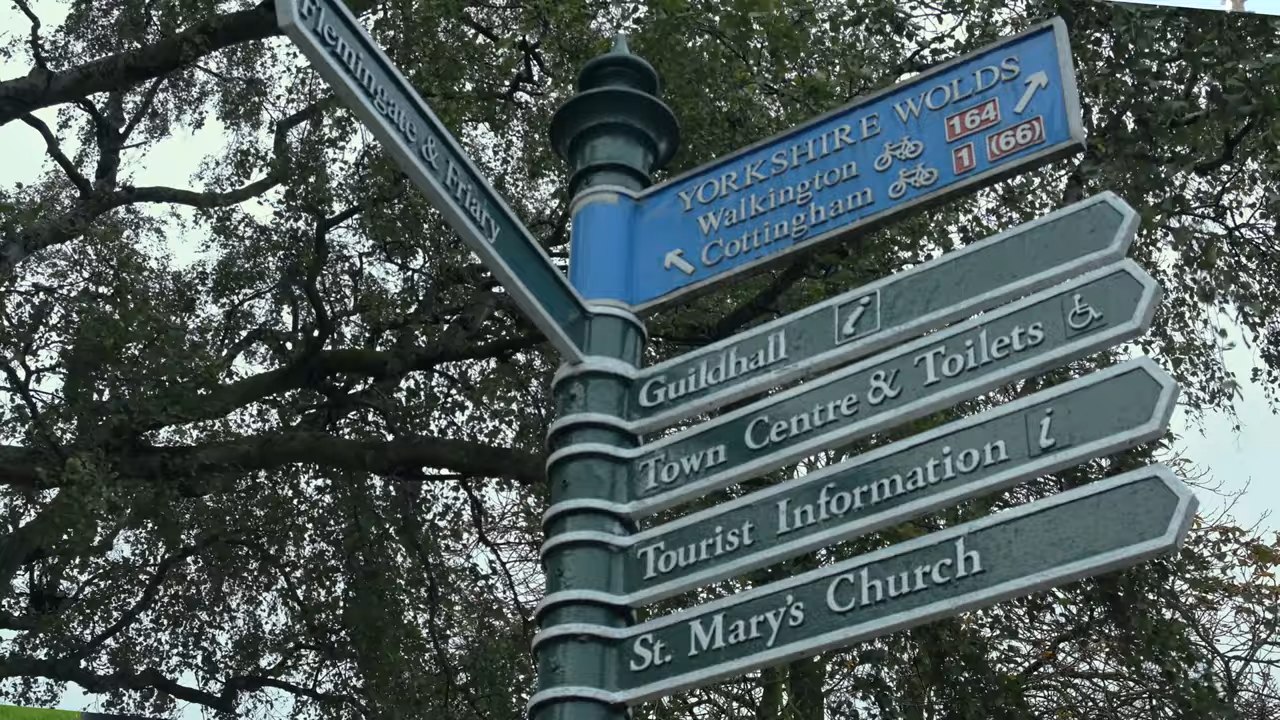 Flemingate & Friary
YORKSHIRE WOLDS
Walkington 164
Cottingham 1 (66)
Guildhall i
Town Centre & Toilets
Tourist Information i
St. Mary's Church